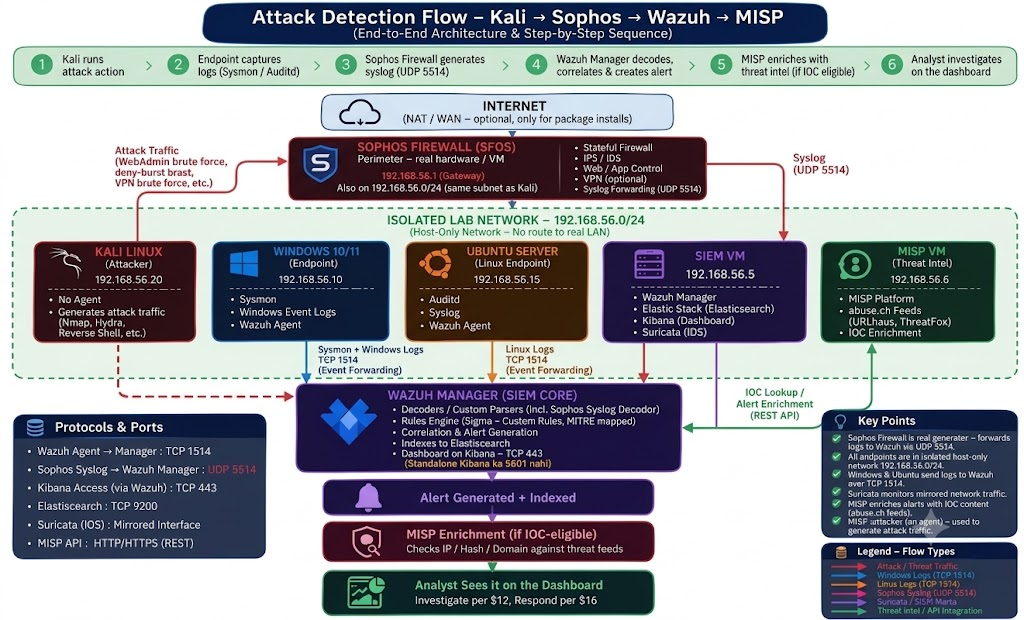 Attack Detection Flow – Kali → Sophos → Wazuh → MISP
(End-to-End Architecture & Step-by-Step Sequence)
1
Kali runs
attack action
2
Endpoint captures
logs (Sysmon / Auditd)
3
Sophos Firewall generates
syslog (UDP 5514)
4
Wazuh Manager decodes,
correlates & creates alert
5
MISP enriches with
threat intel (if IOC eligible)
6
Analyst investigates
on the dashboard
INTERNET
(NAT / WAN – optional, only for package installs)
Attack Traffic
(WebAdmin brute force,
deny-burst brast,
VPN brute force, etc.)
S
SOPHOS FIREWALL (SFOS)
Perimeter – real hardware / VM
192.168.56.1 (Gateway)
Also on 192.168.56.0/24 (same subnet as Kali)
• Stateful Firewall
• IPS / IDS
• Web / App Control
• VPN (optional)
• Syslog Forwarding (UDP 5514)
Syslog
(UDP 5514)
ISOLATED LAB NETWORK – 192.168.56.0/24
(Host-Only Network – No route to real LAN)
KALI LINUX
(Attacker)
192.168.56.20
• No Agent
• Generates attack traffic
(Nmap, Hydra,
Reverse Shell, etc.)
WINDOWS 10/11
(Endpoint)
192.168.56.10
• Sysmon
• Windows Event Logs
• Wazuh Agent
UBUNTU SERVER
(Linux Endpoint)
192.168.56.15
• Auditd
• Syslog
• Wazuh Agent
SIEM VM
192.168.56.5
• Wazuh Manager
• Elastic Stack (Elasticsearch)
• Kibana (Dashboard)
• Suricata (IDS)
MISP VM
(Threat Intel)
192.168.56.6
• MISP Platform
• abuse.ch Feeds
(URLhaus, ThreatFox)
• IOC Enrichment
Sysmon + Windows Logs
TCP 1514
(Event Forwarding)
Linux Logs
TCP 1514
(Event Forwarding)
IOC Lookup /
Alert Enrichment
(REST API)
WAZUH MANAGER (SIEM CORE)
• Decoders / Custom Parsers (Incl. Sophos Syslog Decodor)
• Rules Engine (Sigma – Custem Rules, MITRE mapped)
• Correlation & Alert Generation
• Indexes to Elasticsearch
• Dashboard on Kibana – TCP 443
(Standalone Kibana ka 5601 nahi)
Alert Generated + Indexed
MISP Enrichment (if IOC-eligible)
Checks IP / Hash / Domain against threat feeds
Analyst Sees it on the Dashboard
Investigate per $12, Respond per $16
Protocols & Ports
• Wazuh Agent → Manager : TCP 1514
• Sophos Syslog → Wazuh Manager : UDP 5514
• Kibana Access (via Wazuh) : TCP 443
• Elastiscearch : TCP 9200
• Suricata (IOS) : Mirrored Interface
• MISP API : HTTP/HTTPS (REST)
Key Points
Sophos Firewall is real generater – forwards
logs to Wazuh via UDP 5514.
All endpoints are in isolated host-only
network 192.168.56.0/24.
Windows & Ubuntu send logs to Wazuh
over TCP 1514.
Suricata monitors mirrored network traffic.
MISP enriches alarts with IOC content
(abuse.ch feeds).
MISP attacker (an agent) – used to
generate attack traffic.
Legend – Flow Types
Attack / Threat Traffic
Windows Logs (TCP 1514)
Linus Legs (TCP 1574)
Sophos Syslog (UDP 5514)
Suricata / SISM Marta
Threat intel / API Integration